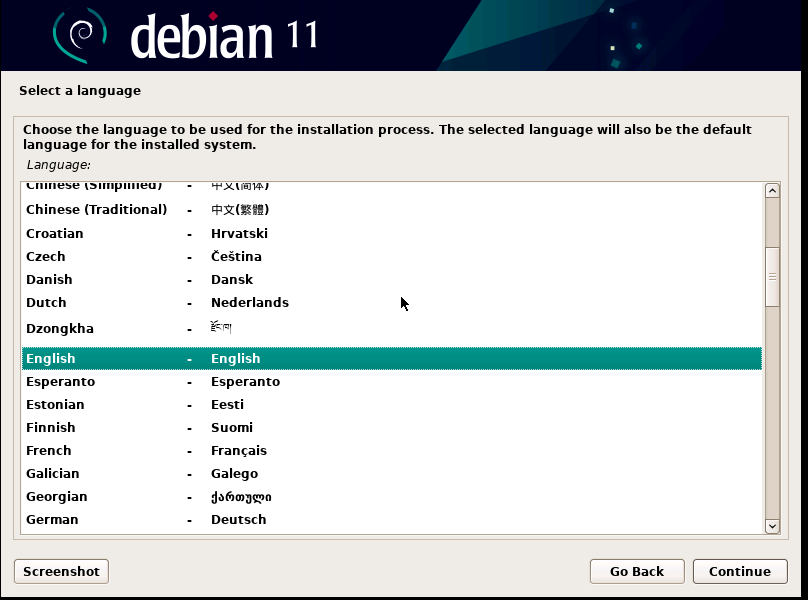 debian 11
Select a language
Choose the language to be used for the installation process. The selected language will also be the default
language for the installed system.
Language:
Chinese (Simplified) - 中文(简体)
Chinese (Traditional) - 中文(繁體)
Croatian - Hrvatski
Czech - Čeština
Danish - Dansk
Dutch - Nederlands
Dzongkha - རྫོང་ཁ།
English - English
Esperanto - Esperanto
Estonian - Eesti
Finnish - Suomi
French - Français
Galician - Galego
Georgian - ქართული
German - Deutsch
Screenshot Go Back Continue